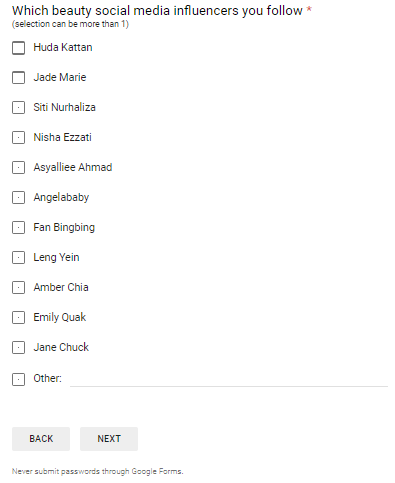 Which beauty social media influencers you follow *
(selection can be more than 1)
Huda Kattan
Jade Marie
Siti Nurhaliza
Nisha Ezzati
Asyalliee Ahmad
Angelababy
Fan Bingbing
Leng Yein
Amber Chia
Emily Quak
Jane Chuck
Other:
BACK NEXT
Never submit passwords through Google Forms.